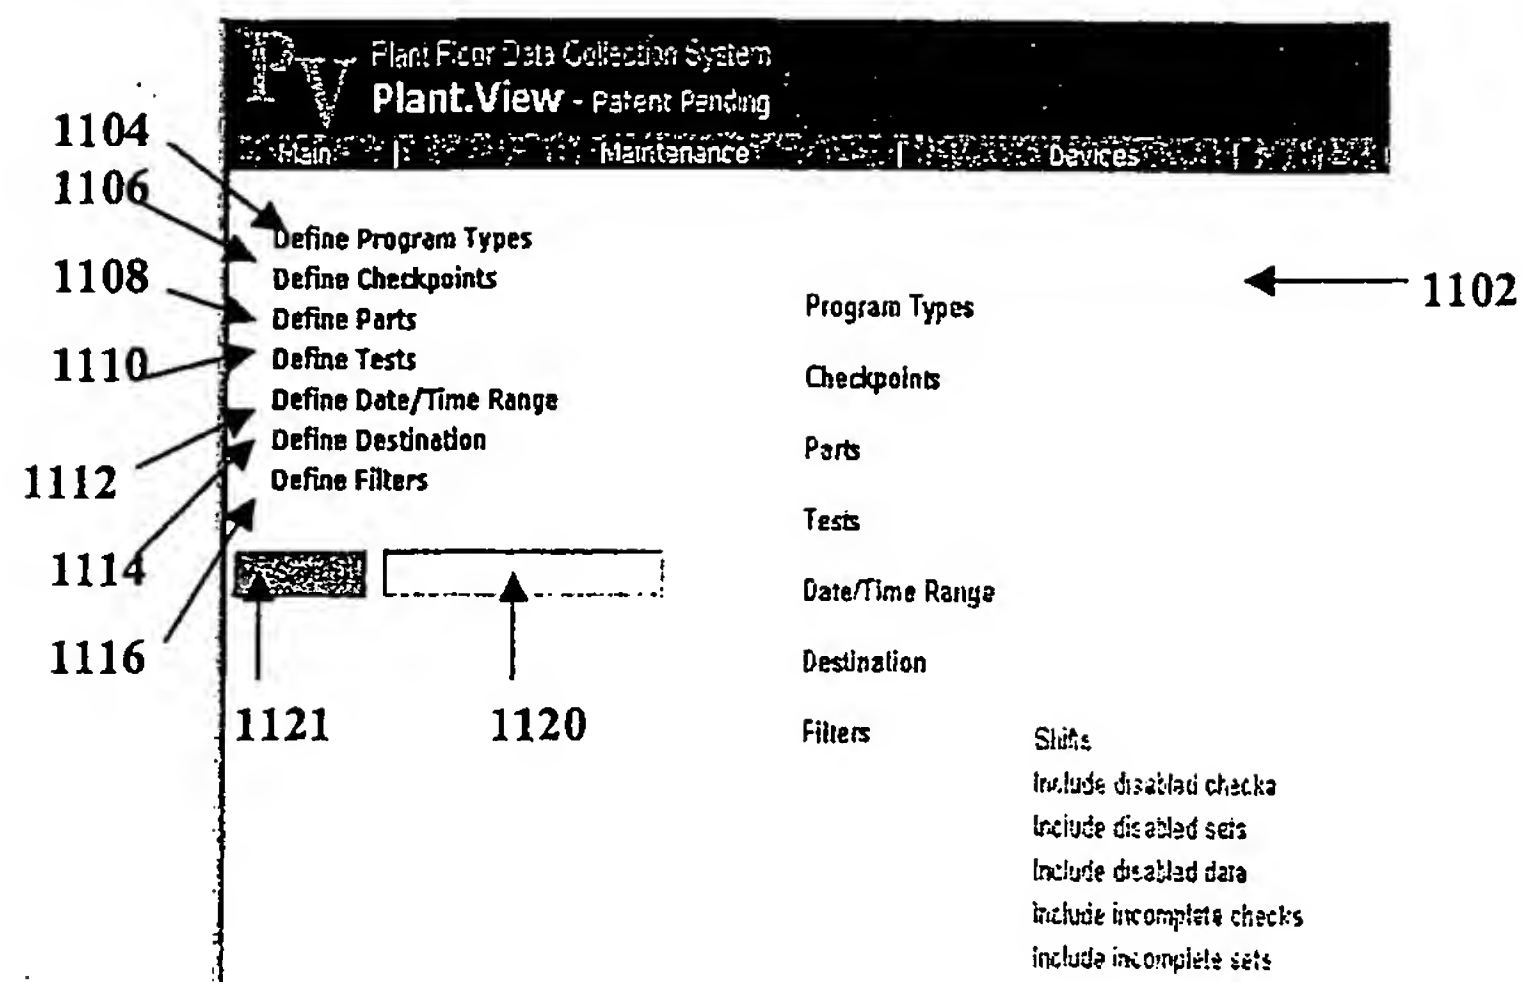 PV
Plant Floor Data Collection System
Plant.View - Patent Pending
Main | Maintenance | Devices |
1104
1106
1108
1110
1112
1114
1116
Define Program Types
Define Checkpoints
Define Parts
Define Tests
Define Date/Time Range
Define Destination
Define Filters
1121
1120
1102
Program Types
Checkpoints
Parts
Tests
Date/Time Range
Destination
Filters
Shifts
Include disabled checks
Include disabled sets
Include disabled data
Include incomplete checks
include incomplete sets